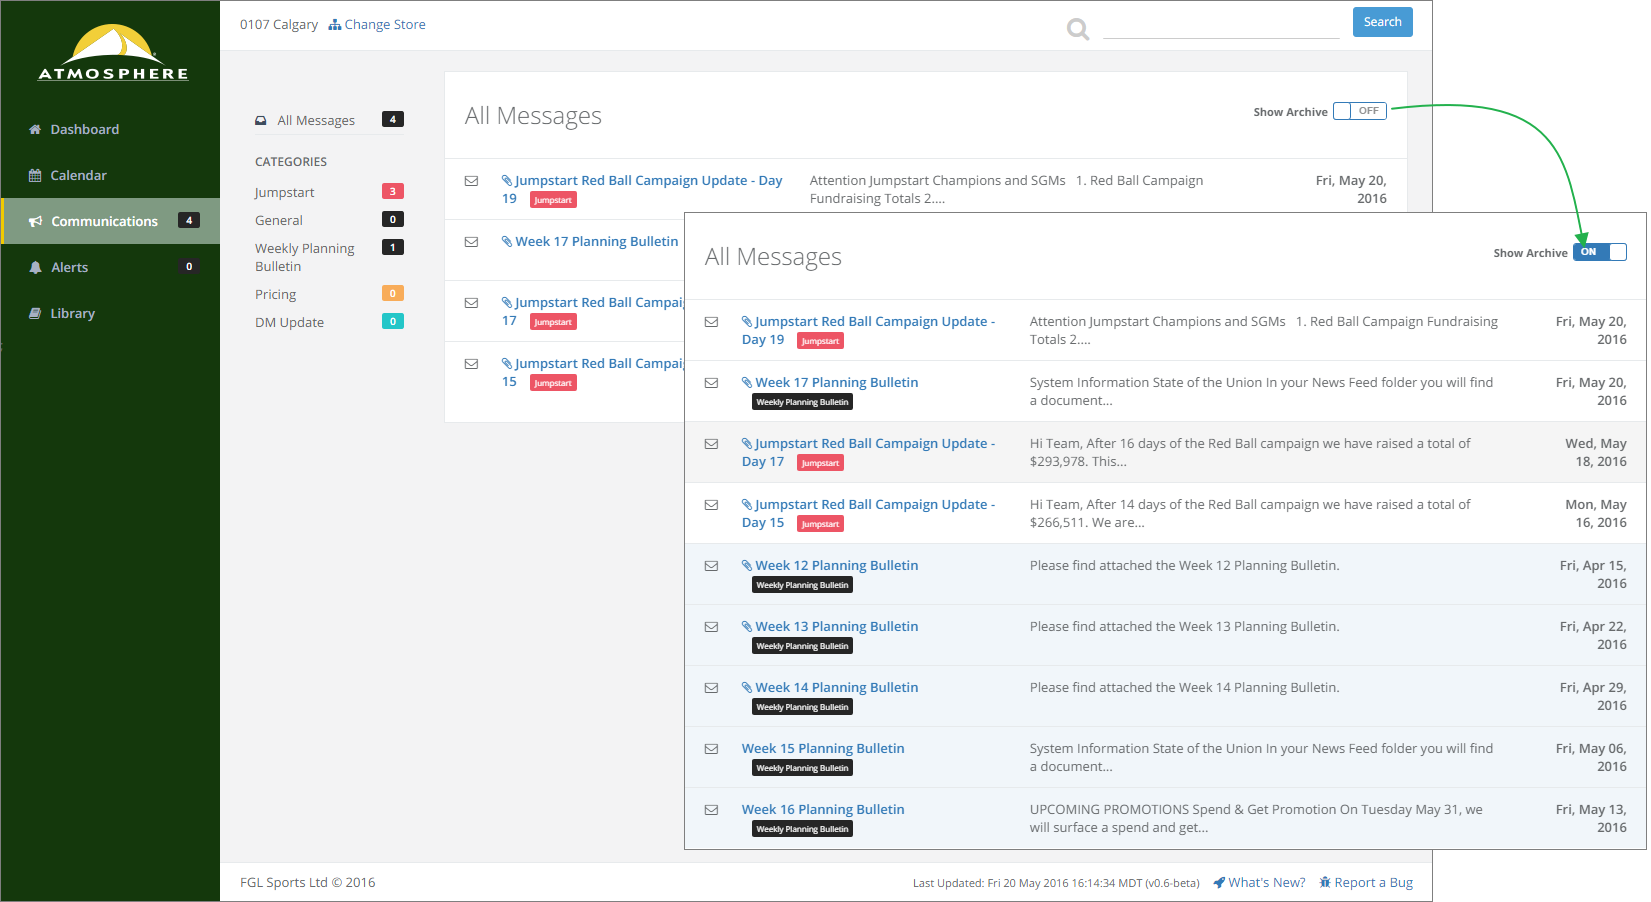 0107 Calgary Change Store
Search
ATMOSPHERE
Dashboard
Calendar
Communications 4
Alerts 0
Library
All Messages 4
CATEGORIES
Jumpstart 3
General 0
Weekly Planning 1
Bulletin
Pricing 0
DM Update 0
All Messages
Show Archive OFF
Jumpstart Red Ball Campaign Update - Day
19 Jumpstart
Attention Jumpstart Champions and SGMs 1. Red Ball Campaign
Fundraising Totals 2....
Fri, May 20,
2016
Week 17 Planning Bulletin
Jumpstart Red Ball Campai
17 Jumpstart
Jumpstart Red Ball Campai
15 Jumpstart
All Messages
Show Archive ON
Jumpstart Red Ball Campaign Update -
Day 19 Jumpstart
Attention Jumpstart Champions and SGMs 1. Red Ball Campaign Fundraising
Totals 2....
Fri, May 20,
2016
Week 17 Planning Bulletin
Weekly Planning Bulletin
System Information State of the Union In your News Feed folder you will find
a document...
Fri, May 20,
2016
Jumpstart Red Ball Campaign Update -
Day 17 Jumpstart
Hi Team, After 16 days of the Red Ball campaign we have raised a total of
$293,978. This...
Wed, May
18, 2016
Jumpstart Red Ball Campaign Update -
Day 15 Jumpstart
Hi Team, After 14 days of the Red Ball campaign we have raised a total of
$266,511. We are...
Mon, May
16, 2016
Week 12 Planning Bulletin
Weekly Planning Bulletin
Please find attached the Week 12 Planning Bulletin.
Fri, Apr 15,
2016
Week 13 Planning Bulletin
Weekly Planning Bulletin
Please find attached the Week 13 Planning Bulletin.
Fri, Apr 22,
2016
Week 14 Planning Bulletin
Weekly Planning Bulletin
Please find attached the Week 14 Planning Bulletin.
Fri, Apr 29,
2016
Week 15 Planning Bulletin
Weekly Planning Bulletin
System Information State of the Union In your News Feed folder you will find
a document...
Fri, May 06,
2016
Week 16 Planning Bulletin
Weekly Planning Bulletin
UPCOMING PROMOTIONS Spend & Get Promotion On Tuesday May 31, we
will surface a spend and get...
Fri, May 13,
2016
FGL Sports Ltd © 2016
Last Updated: Fri 20 May 2016 16:14:34 MDT (v0.6-beta) What's New? Report a Bug